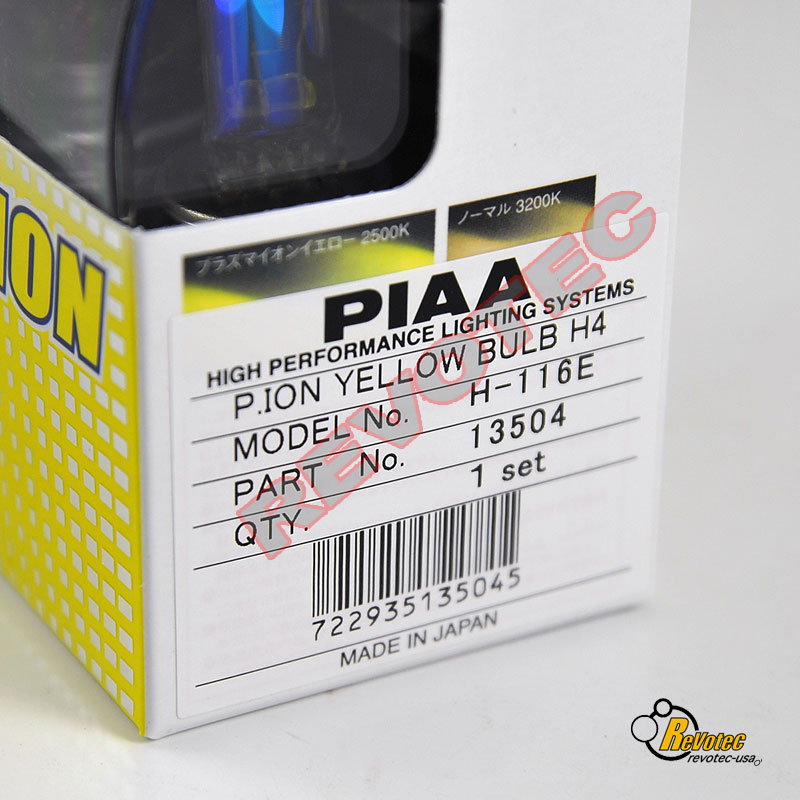 ION
プラズマイオンイエロー 2500K
ノーマル 3200K
PIAA
HIGH PERFORMANCE LIGHTING SYSTEMS
P.ION YELLOW BULB H4
MODEL No. H-116E
PART No. 13504
QTY. 1 set
722935135045
MADE IN JAPAN
REVOTEC
ReVotec
revotec-usa